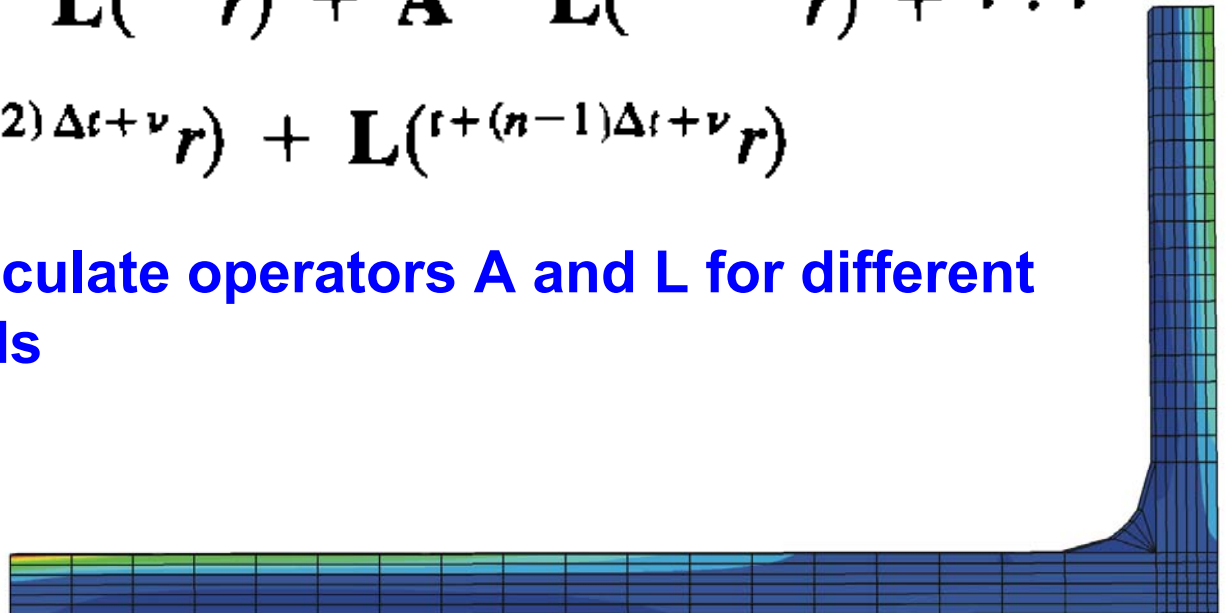 L( r) + A L( r) +
2) Δt+ν r) + L(t+(n−1)Δt+ν r)
culate operators A and L for different
ls